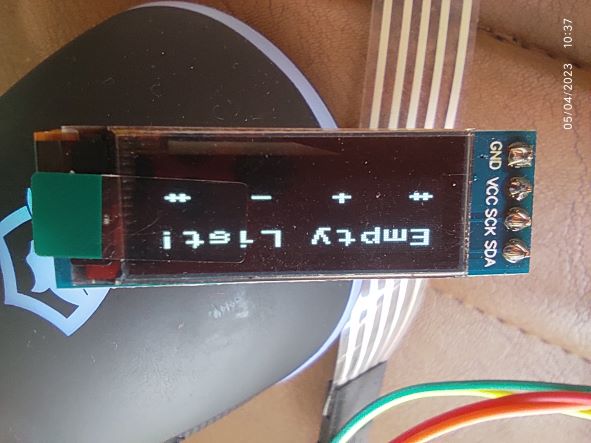 Empty List!
+ -
GND VCC SCK SDA
05/04/2023 10:37